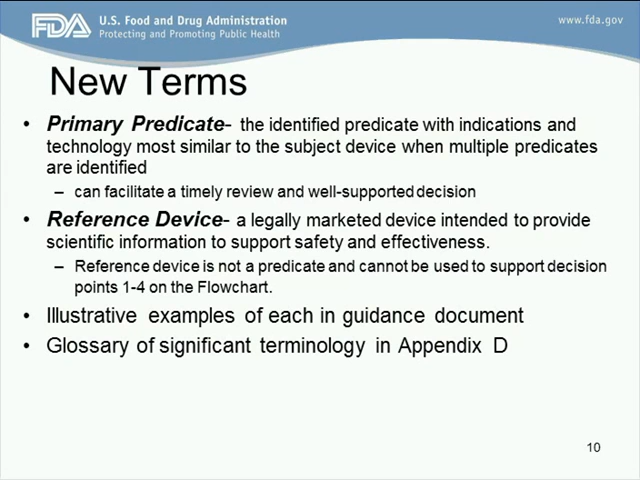 FDA
U.S. Food and Drug Administration
Protecting and Promoting Public Health
www.fda.gov
New Terms
• Primary Predicate- the identified predicate with indications and
technology most similar to the subject device when multiple predicates
are identified
– can facilitate a timely review and well-supported decision
• Reference Device- a legally marketed device intended to provide
scientific information to support safety and effectiveness.
– Reference device is not a predicate and cannot be used to support decision
points 1-4 on the Flowchart.
• Illustrative examples of each in guidance document
• Glossary of significant terminology in Appendix D
10